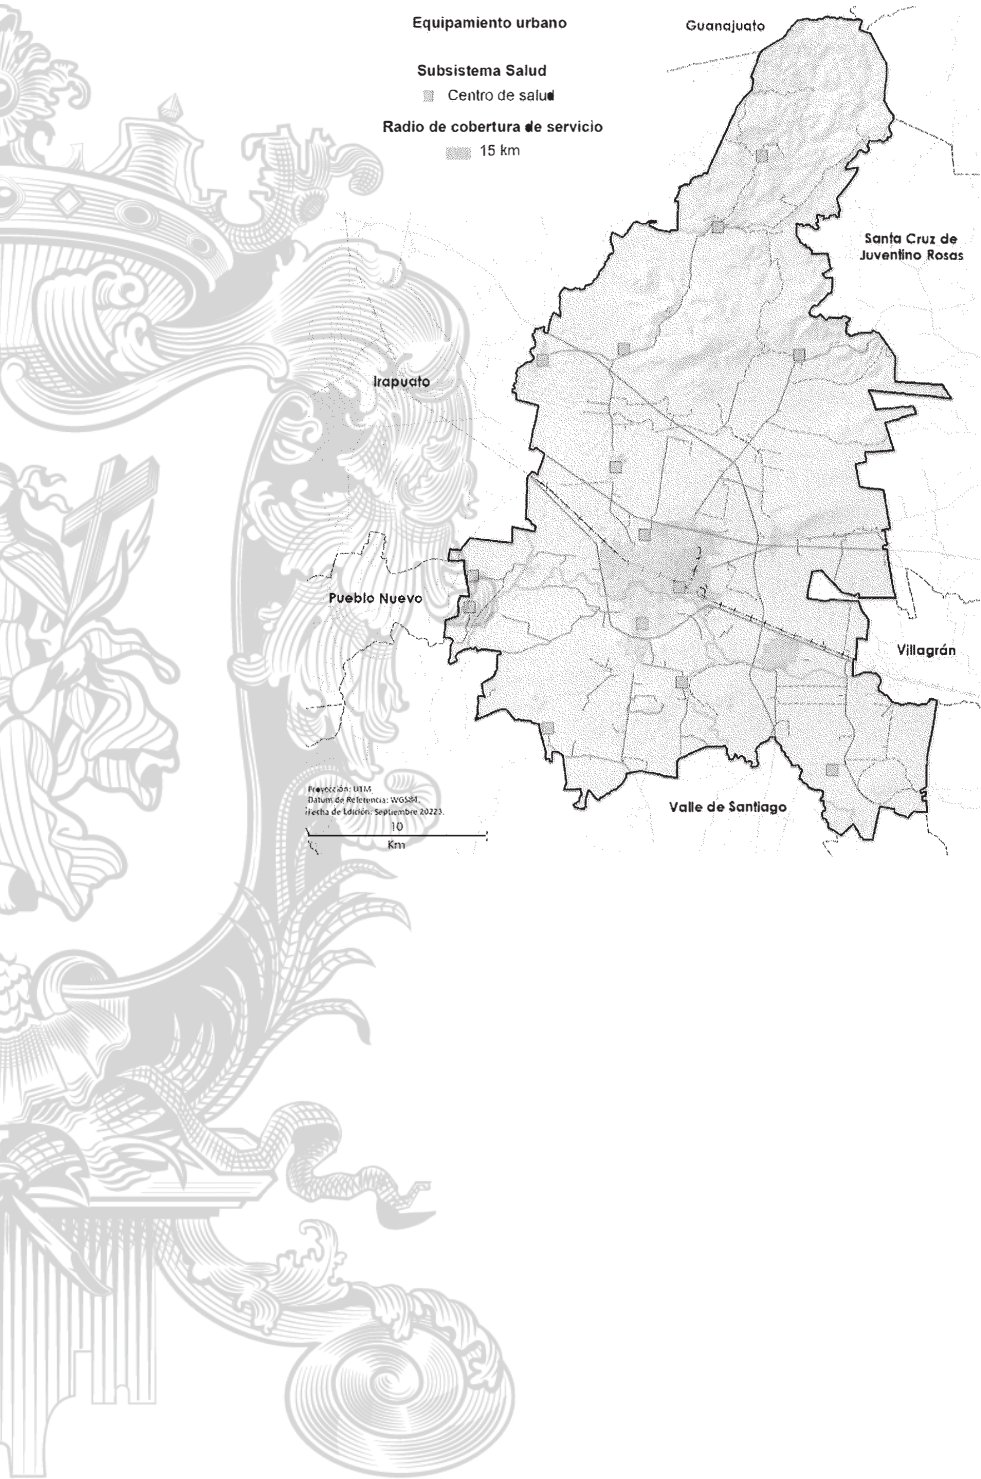 Equipamiento urbano
Subsistema Salud
Centro de salud
Radio de cobertura de servicio
15 km
Guanajuato
Santa Cruz de
Juventino Rosas
Irapuato
Pueblo Nuevo
Villagrán
Valle de Santiago
Proyección: UTM
Datum de Referencia: WGS84.
Fecha de Edición: Septiembre 20223.
10
Km